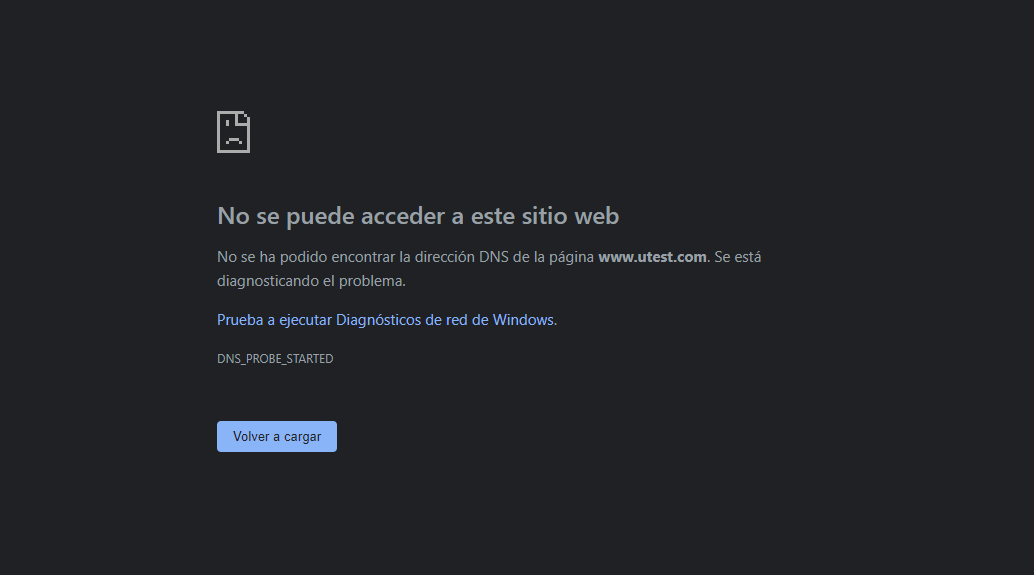 No se puede acceder a este sitio web
No se ha podido encontrar la dirección DNS de la página www.utest.com. Se está
diagnosticando el problema.
Prueba a ejecutar Diagnósticos de red de Windows.
DNS_PROBE_STARTED
Volver a cargar